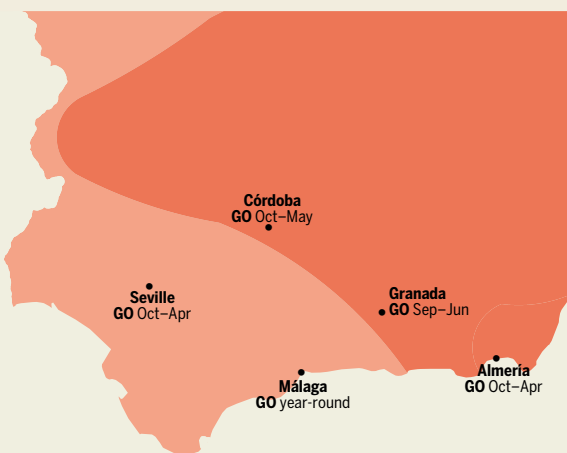 Córdoba
GO Oct–May
Granada
GO Sep–Jun
Seville
GO Oct–Apr
Almería
GO Oct–Apr
Málaga
GO year-round